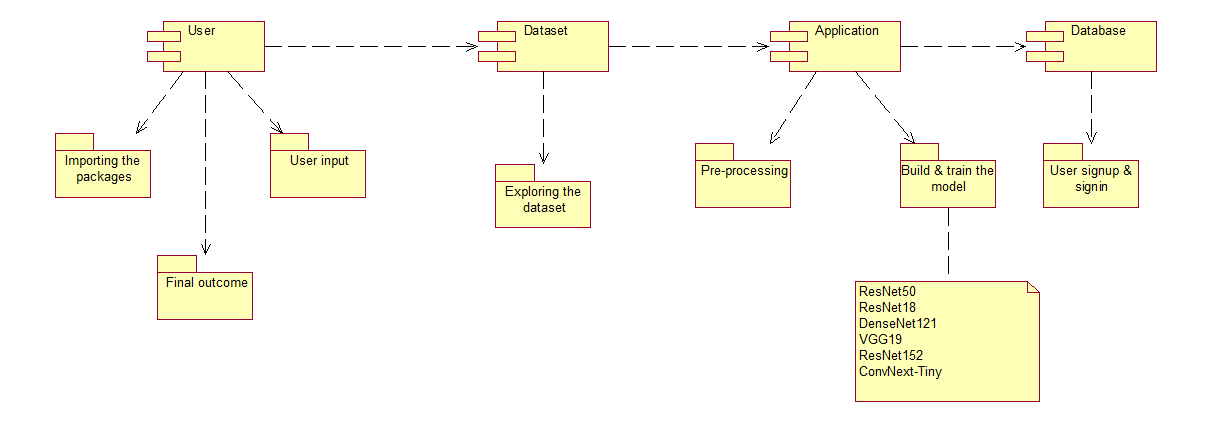 User
Dataset
Application
Database
Importing the
packages
User input
Final outcome
Exploring the
dataset
Pre-processing
Build & train the
model
User signup &
signin
ResNet50
ResNet18
DenseNet121
VGG19
ResNet152
ConvNext-Tiny